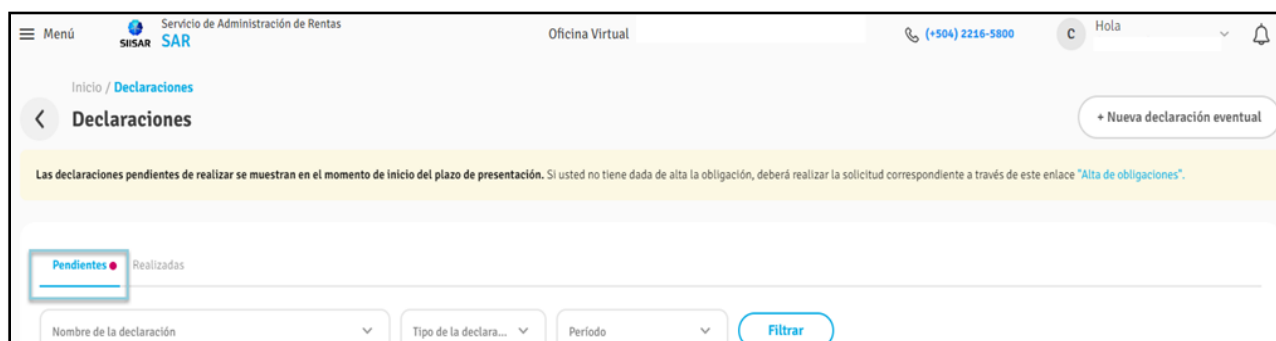 Menú
SIISAR
Servicio de Administración de Rentas
SAR
Oficina Virtual
(+504) 2216-5800
C
Hola
Inicio / Declaraciones
Declaraciones
+ Nueva declaración eventual
Las declaraciones pendientes de realizar se muestran en el momento de inicio del plazo de presentación. Si usted no tiene dada de alta la obligación, deberá realizar la solicitud correspondiente a través de este enlace "Alta de obligaciones".
Pendientes
Realizadas
Nombre de la declaración
Tipo de la declara...
Período
Filtrar